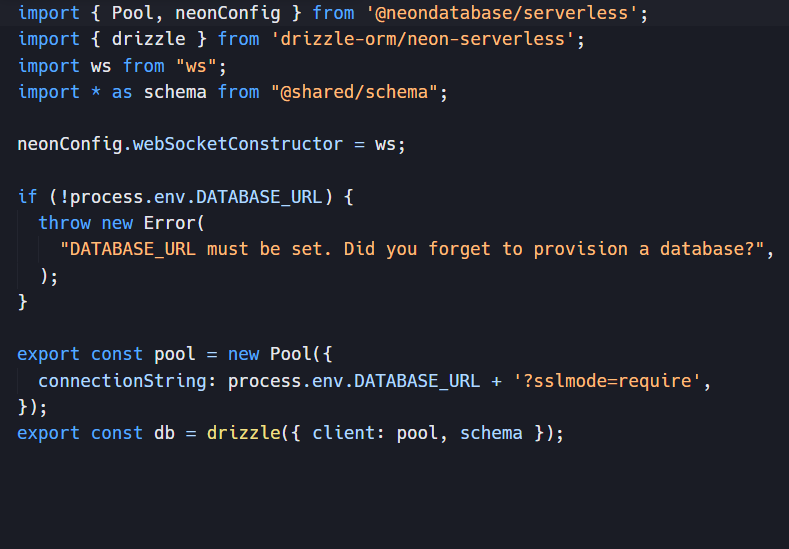 import { Pool, neonConfig } from '@neondatabase/serverless';
import { drizzle } from 'drizzle-orm/neon-serverless';
import ws from "ws";
import * as schema from "@shared/schema";

neonConfig.webSocketConstructor = ws;

if (!process.env.DATABASE_URL) {
  throw new Error(
    "DATABASE_URL must be set. Did you forget to provision a database?",
  );
}

export const pool = new Pool({
  connectionString: process.env.DATABASE_URL + '?sslmode=require',
});
export const db = drizzle({ client: pool, schema });